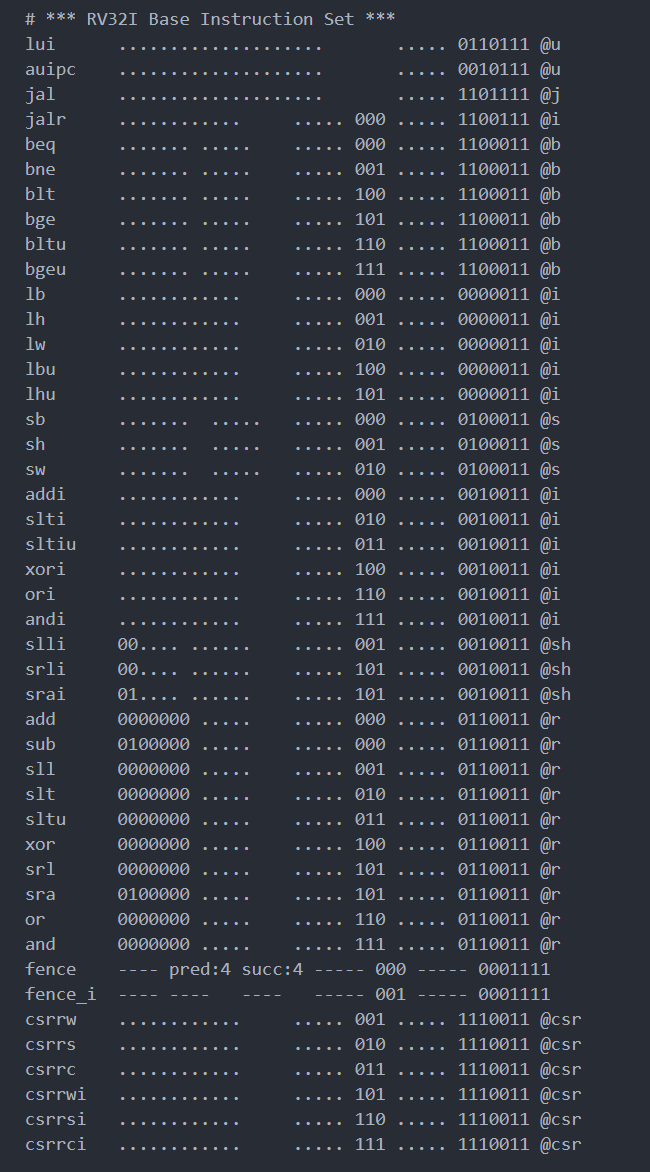 # *** RV32I Base Instruction Set ***
lui      ....................       ..... 0110111 @u
auipc    ....................       ..... 0010111 @u
jal      ....................       ..... 1101111 @j
jalr     ............     ..... 000 ..... 1100111 @i
beq      ....... .....    ..... 000 ..... 1100011 @b
bne      ....... .....    ..... 001 ..... 1100011 @b
blt      ....... .....    ..... 100 ..... 1100011 @b
bge      ....... .....    ..... 101 ..... 1100011 @b
bltu     ....... .....    ..... 110 ..... 1100011 @b
bgeu     ....... .....    ..... 111 ..... 1100011 @b
lb       ............     ..... 000 ..... 0000011 @i
lh       ............     ..... 001 ..... 0000011 @i
lw       ............     ..... 010 ..... 0000011 @i
lbu      ............     ..... 100 ..... 0000011 @i
lhu      ............     ..... 101 ..... 0000011 @i
sb       .......  .....   ..... 000 ..... 0100011 @s
sh       .......  .....   ..... 001 ..... 0100011 @s
sw       .......  .....   ..... 010 ..... 0100011 @s
addi     ............     ..... 000 ..... 0010011 @i
slti     ............     ..... 010 ..... 0010011 @i
sltiu    ............     ..... 011 ..... 0010011 @i
xori     ............     ..... 100 ..... 0010011 @i
ori      ............     ..... 110 ..... 0010011 @i
andi     ............     ..... 111 ..... 0010011 @i
slli     00.... ......    ..... 001 ..... 0010011 @sh
srli     00.... ......    ..... 101 ..... 0010011 @sh
srai     01.... ......    ..... 101 ..... 0010011 @sh
add      0000000 .....    ..... 000 ..... 0110011 @r
sub      0100000 .....    ..... 000 ..... 0110011 @r
sll      0000000 .....    ..... 001 ..... 0110011 @r
slt      0000000 .....    ..... 010 ..... 0110011 @r
sltu     0000000 .....    ..... 011 ..... 0110011 @r
xor      0000000 .....    ..... 100 ..... 0110011 @r
srl      0000000 .....    ..... 101 ..... 0110011 @r
sra      0100000 .....    ..... 101 ..... 0110011 @r
or       0000000 .....    ..... 110 ..... 0110011 @r
and      0000000 .....    ..... 111 ..... 0110011 @r
fence    ---- pred:4 succ:4 ----- 000 ----- 0001111
fence_i  ---- ----   ----   ----- 001 ----- 0001111
csrrw    ............     ..... 001 ..... 1110011 @csr
csrrs    ............     ..... 010 ..... 1110011 @csr
csrrc    ............     ..... 011 ..... 1110011 @csr
csrrwi   ............     ..... 101 ..... 1110011 @csr
csrrsi   ............     ..... 110 ..... 1110011 @csr
csrrci   ............     ..... 111 ..... 1110011 @csr